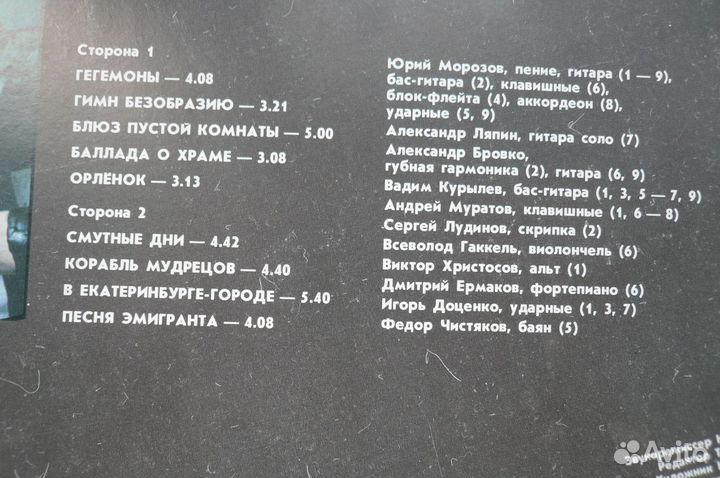 Сторона 1
ГЕГЕМОНЫ — 4.08
ГИМН БЕЗОБРАЗИЮ — 3.21
БЛЮЗ ПУСТОЙ КОМНАТЫ — 5.00
БАЛЛАДА О ХРАМЕ — 3.08
ОРЛЁНОК — 3.13
Сторона 2
СМУТНЫЕ ДНИ — 4.42
КОРАБЛЬ МУДРЕЦОВ — 4.40
В ЕКАТЕРИНБУРГЕ-ГОРОДЕ — 5.40
ПЕСНЯ ЭМИГРАНТА — 4.08
Юрий Морозов, пение, гитара (1 — 9),
бас-гитара (2), клавишные (6),
блок-флейта (4), аккордеон (8),
ударные (5, 9)
Александр Ляпин, гитара соло (7)
Александр Бровко,
губная гармоника (2), гитара (6, 9)
Вадим Курылев, бас-гитара (1, 3, 5 — 7, 9)
Андрей Муратов, клавишные (1, 6 — 8)
Сергей Лудинов, скрипка (2)
Всеволод Гаккель, виолончель (6)
Виктор Христосов, альт (1)
Дмитрий Ермаков, фортепиано (6)
Игорь Доценко, ударные (1, 3, 7)
Федор Чистяков, баян (5)
Звукорежиссер
Редактор
Художник
Avito